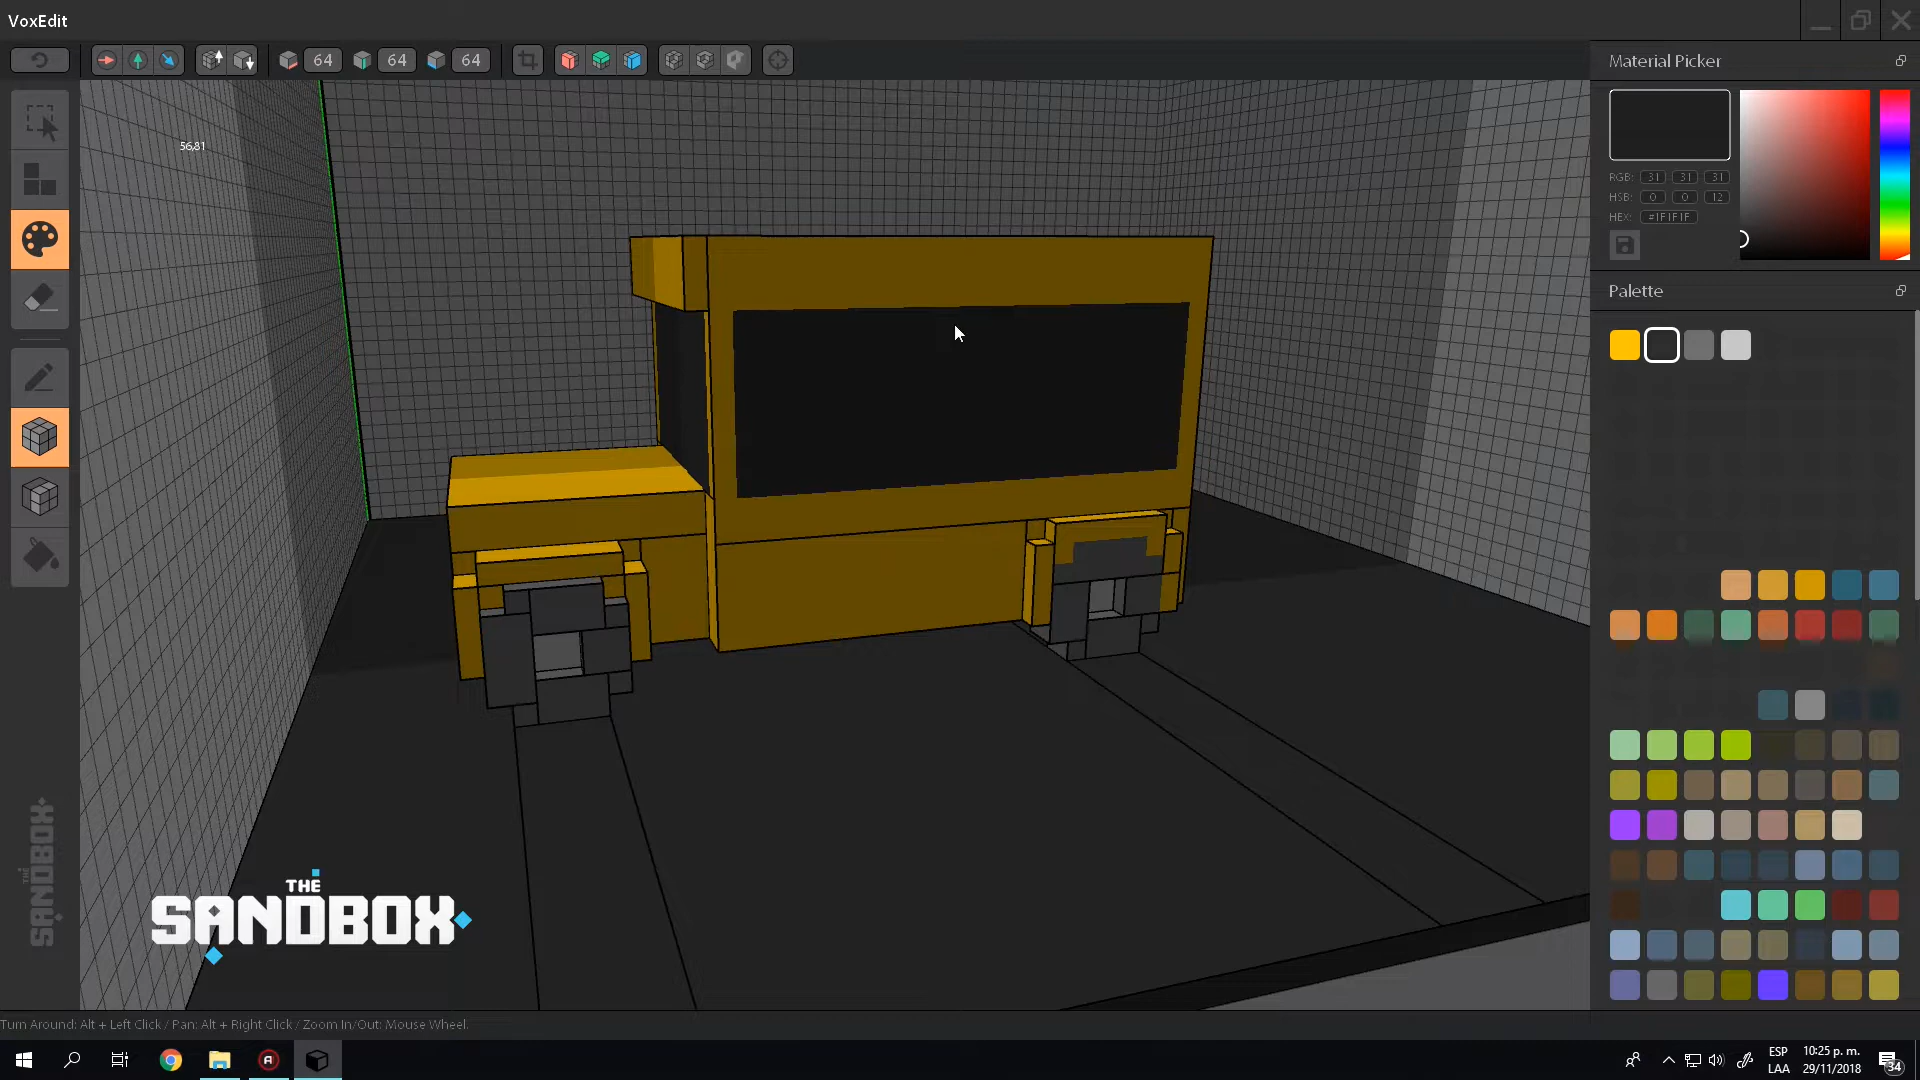 VoxEdit
64 64 64
Material Picker
56,81
RGB: 31 31 31
HSB: 0 0 12
HEX: #1F1F1F
Palette
THE
SANDBOX
THE SANDBOX
Turn Around: Alt + Left Click / Pan: Alt + Right Click / Zoom In/Out: Mouse Wheel.
ESP
LAA
10:25 p. m.
29/11/2018
34